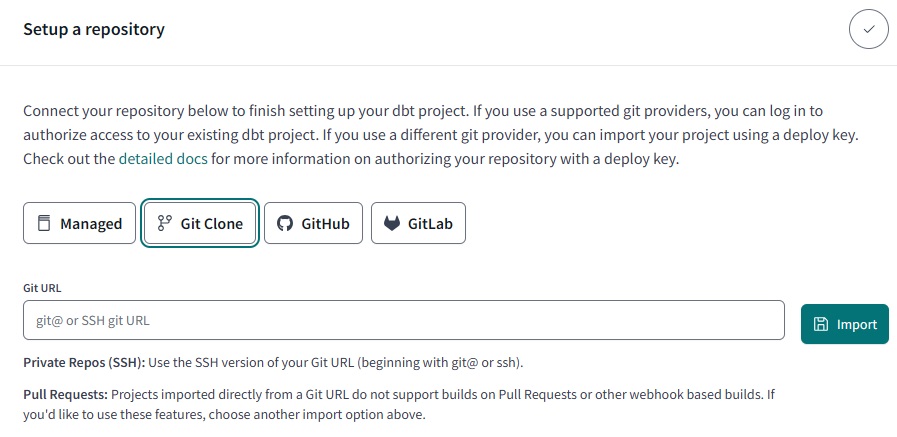 Setup a repository
Connect your repository below to finish setting up your dbt project. If you use a supported git providers, you can log in to
authorize access to your existing dbt project. If you use a different git provider, you can import your project using a deploy key.
Check out the detailed docs for more information on authorizing your repository with a deploy key.
Managed Git Clone GitHub GitLab
Git URL
git@ or SSH git URL
Import
Private Repos (SSH): Use the SSH version of your Git URL (beginning with git@ or ssh).
Pull Requests: Projects imported directly from a Git URL do not support builds on Pull Requests or other webhook based builds. If
you'd like to use these features, choose another import option above.